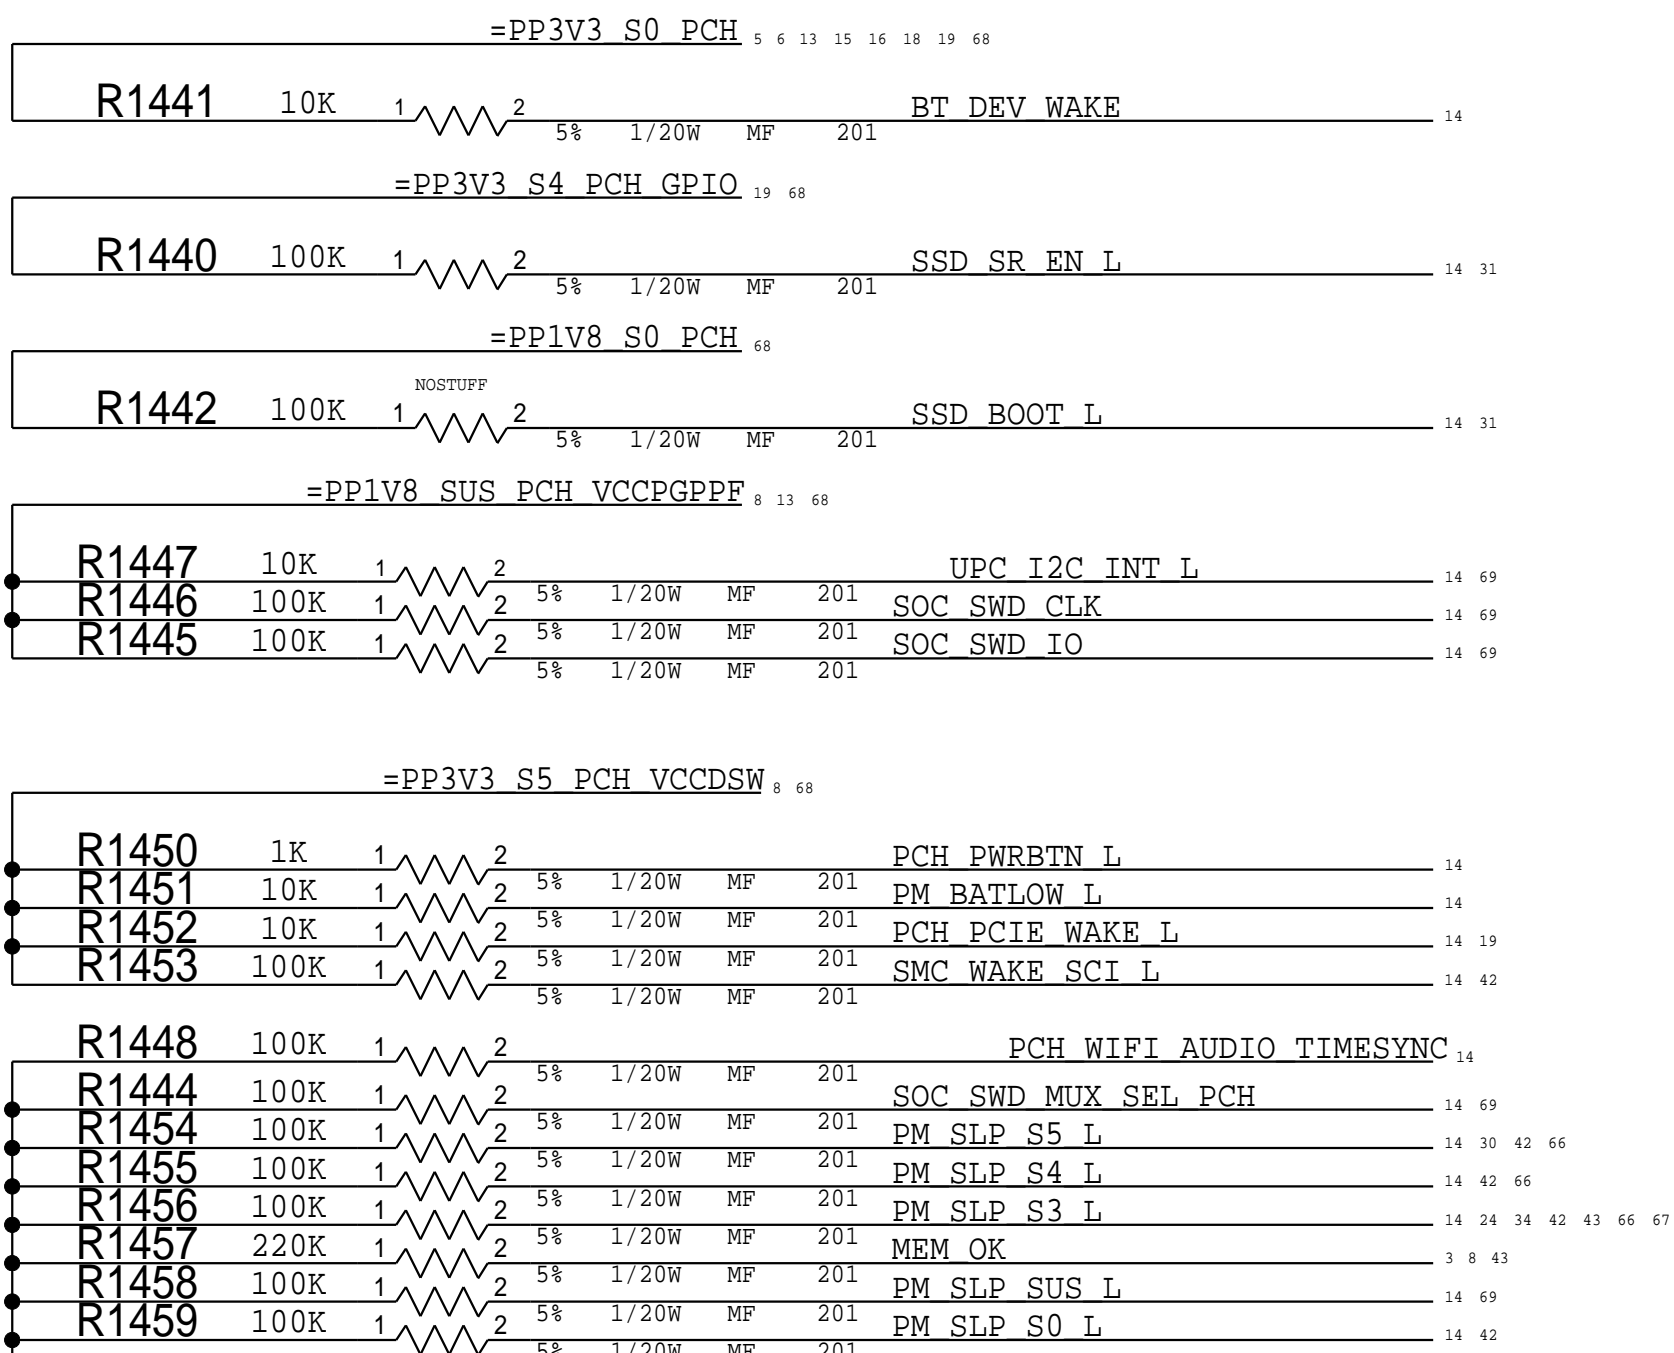 =PP3V3_S0_PCH 5 6 13 15 16 18 19 68
R1441 10K 1 2 BT_DEV_WAKE 14
5% 1/20W MF 201
=PP3V3_S4_PCH_GPIO 19 68
R1440 100K 1 2 SSD_SR_EN_L 14 31
5% 1/20W MF 201
=PP1V8_S0_PCH 68
NOSTUFF
R1442 100K 1 2 SSD_BOOT_L 14 31
5% 1/20W MF 201
=PP1V8_SUS_PCH_VCCPGPPF 8 13 68
R1447 10K 1 2 UPC_I2C_INT_L 14 69
5% 1/20W MF 201
R1446 100K 1 2 SOC_SWD_CLK 14 69
5% 1/20W MF 201
R1445 100K 1 2 SOC_SWD_IO 14 69
5% 1/20W MF 201
=PP3V3_S5_PCH_VCCDSW 8 68
R1450 1K 1 2 PCH_PWRBTN_L 14
5% 1/20W MF 201
R1451 10K 1 2 PM_BATLOW_L 14
5% 1/20W MF 201
R1452 10K 1 2 PCH_PCIE_WAKE_L 14 19
5% 1/20W MF 201
R1453 100K 1 2 SMC_WAKE_SCI_L 14 42
5% 1/20W MF 201
R1448 100K 1 2 PCH_WIFI_AUDIO_TIMESYNC 14
5% 1/20W MF 201
R1444 100K 1 2 SOC_SWD_MUX_SEL_PCH 14 69
5% 1/20W MF 201
R1454 100K 1 2 PM_SLP_S5_L 14 30 42 66
5% 1/20W MF 201
R1455 100K 1 2 PM_SLP_S4_L 14 42 66
5% 1/20W MF 201
R1456 100K 1 2 PM_SLP_S3_L 14 24 34 42 43 66 67
5% 1/20W MF 201
R1457 220K 1 2 MEM_OK 3 8 43
5% 1/20W MF 201
R1458 100K 1 2 PM_SLP_SUS_L 14 69
5% 1/20W MF 201
R1459 100K 1 2 PM_SLP_S0_L 14 42
5% 1/20W MF 201